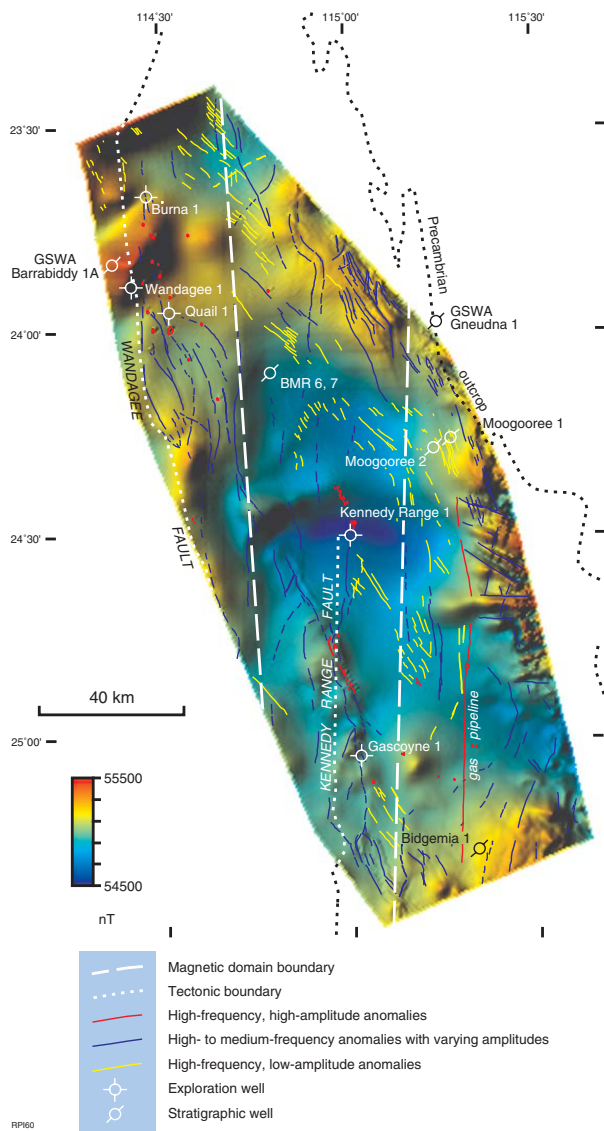 114°30'
115°00'
115°30'
23°30'
Burna 1
Precambrian
GSWA
Barrabiddy 1A
Wandagee 1
Quail 1
GSWA
Gneudna 1
24°00'
WANDAGEE
BMR 6, 7
outcrop
Moogooree 1
Moogooree 2
Kennedy Range 1
24°30'
FAULT
KENNEDY RANGE FAULT
40 km
gas pipeline
25°00'
Gascoyne 1
55500
54500
nT
Bidgemia 1
Magnetic domain boundary
Tectonic boundary
High-frequency, high-amplitude anomalies
High- to medium-frequency anomalies with varying amplitudes
High-frequency, low-amplitude anomalies
Exploration well
Stratigraphic well
RPI60